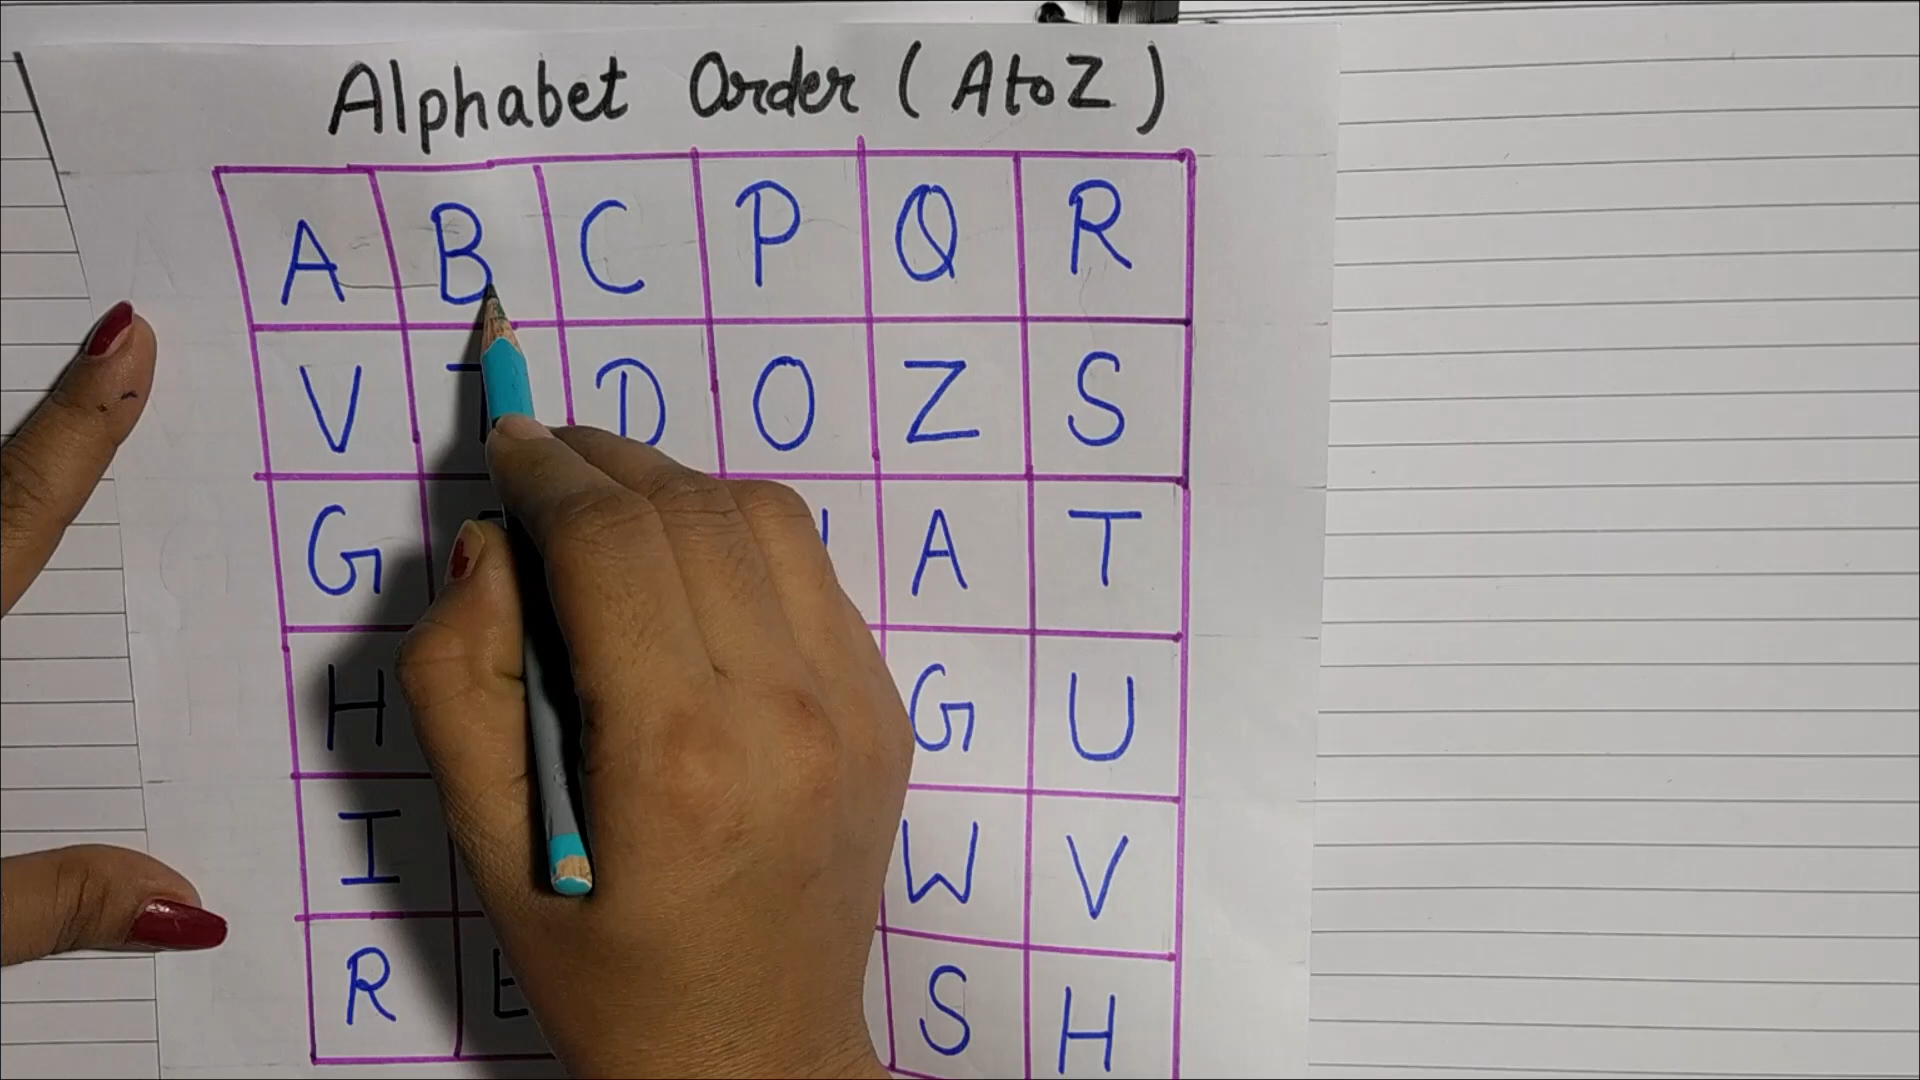 Alphabet Order (A to Z)
A B C P Q R
V T D O Z S
G A T
H G U
I W V
R E S H